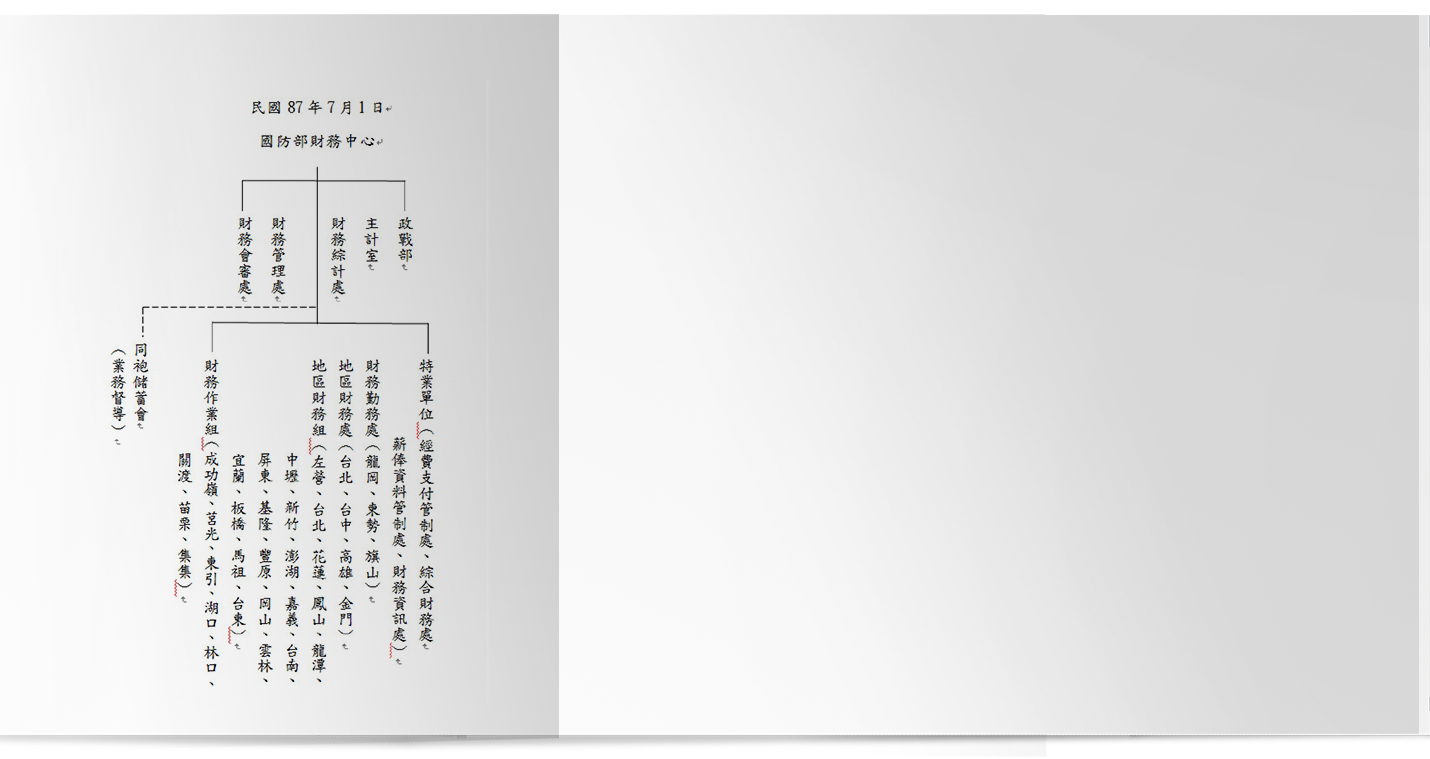 民國 87 年 7 月 1 日
國防部財務中心
政戰部
主計室
財務綜計處
財務管理處
財務會審處
特業單位（經費支付管制處、綜合財務處
薪俸資料管制處、財務資訊處）
財務勤務處（龍岡、東勢、旗山）
地區財務處（台北、台中、高雄、金門）
地區財務組（左營、台北、花蓮、鳳山、龍潭、
中壢、新竹、澎湖、嘉義、台南、
屏東、基隆、豐原、岡山、雲林、
宜蘭、板橋、馬祖、台東）
財務作業組（成功嶺、莒光、東引、湖口、林口、
關渡、苗栗、集集）
同袍儲蓄會
（業務督導）